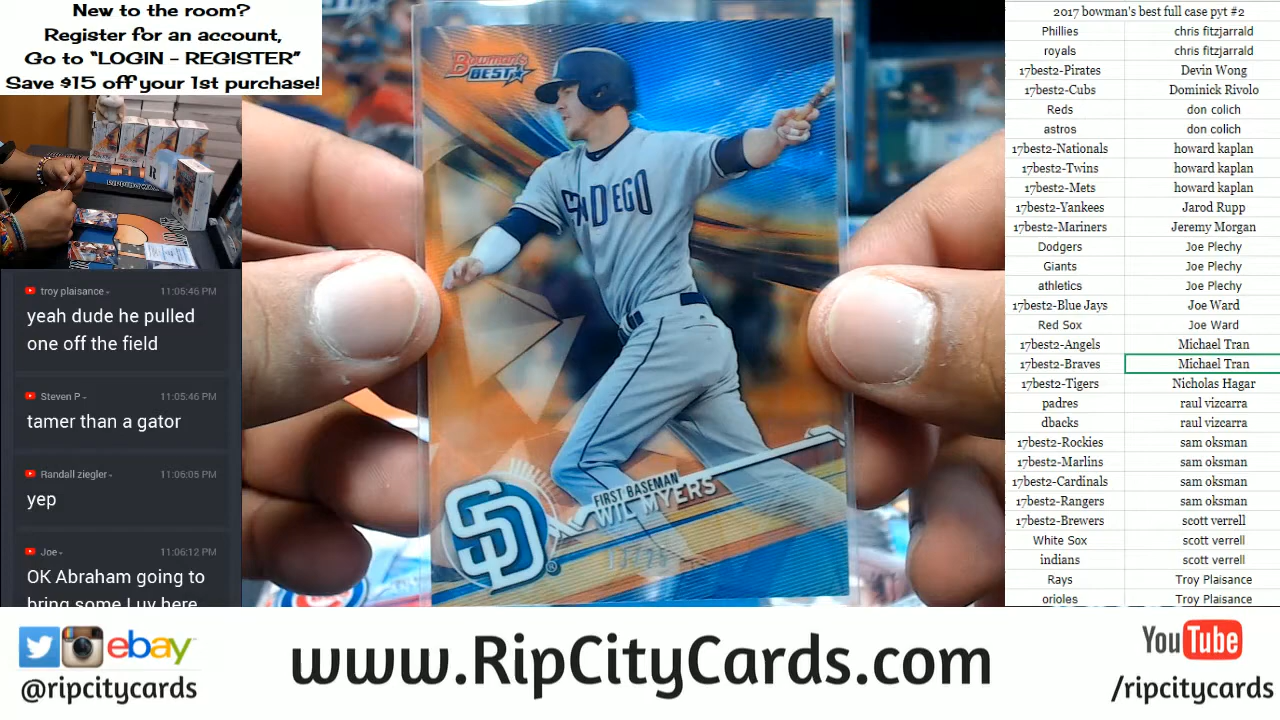 New to the room?
Register for an account,
Go to “LOGIN - REGISTER”
Save $15 off your 1st purchase!
troy plaisance - 11:05:46 PM
yeah dude he pulled
one off the field
Steven P - 11:05:46 PM
tamer than a gator
Randall ziegler - 11:06:05 PM
yep
Joe - 11:06:12 PM
OK Abraham going to
bring some Luv here
Bowman's
BEST
SAN DIEGO
SD
FIRST BASEMAN
WIL MYERS
2017 bowman's best full case pyt #2
Phillies chris fitzjarrald
royals chris fitzjarrald
17best2-Pirates Devin Wong
17best2-Cubs Dominick Rivolo
Reds don colich
astros don colich
17best2-Nationals howard kaplan
17best2-Twins howard kaplan
17best2-Mets howard kaplan
17best2-Yankees Jarod Rupp
17best2-Mariners Jeremy Morgan
Dodgers Joe Plechy
Giants Joe Plechy
athletics Joe Plechy
17best2-Blue Jays Joe Ward
Red Sox Joe Ward
17best2-Angels Michael Tran
17best2-Braves Michael Tran
17best2-Tigers Nicholas Hagar
padres raul vizcarra
dbacks raul vizcarra
17best2-Rockies sam oksman
17best2-Marlins sam oksman
17best2-Cardinals sam oksman
17best2-Rangers sam oksman
17best2-Brewers scott verrell
White Sox scott verrell
indians scott verrell
Rays Troy Plaisance
orioles Troy Plaisance
ebay
@ripcitycards
www.RipCityCards.com
YouTube
/ripcitycards